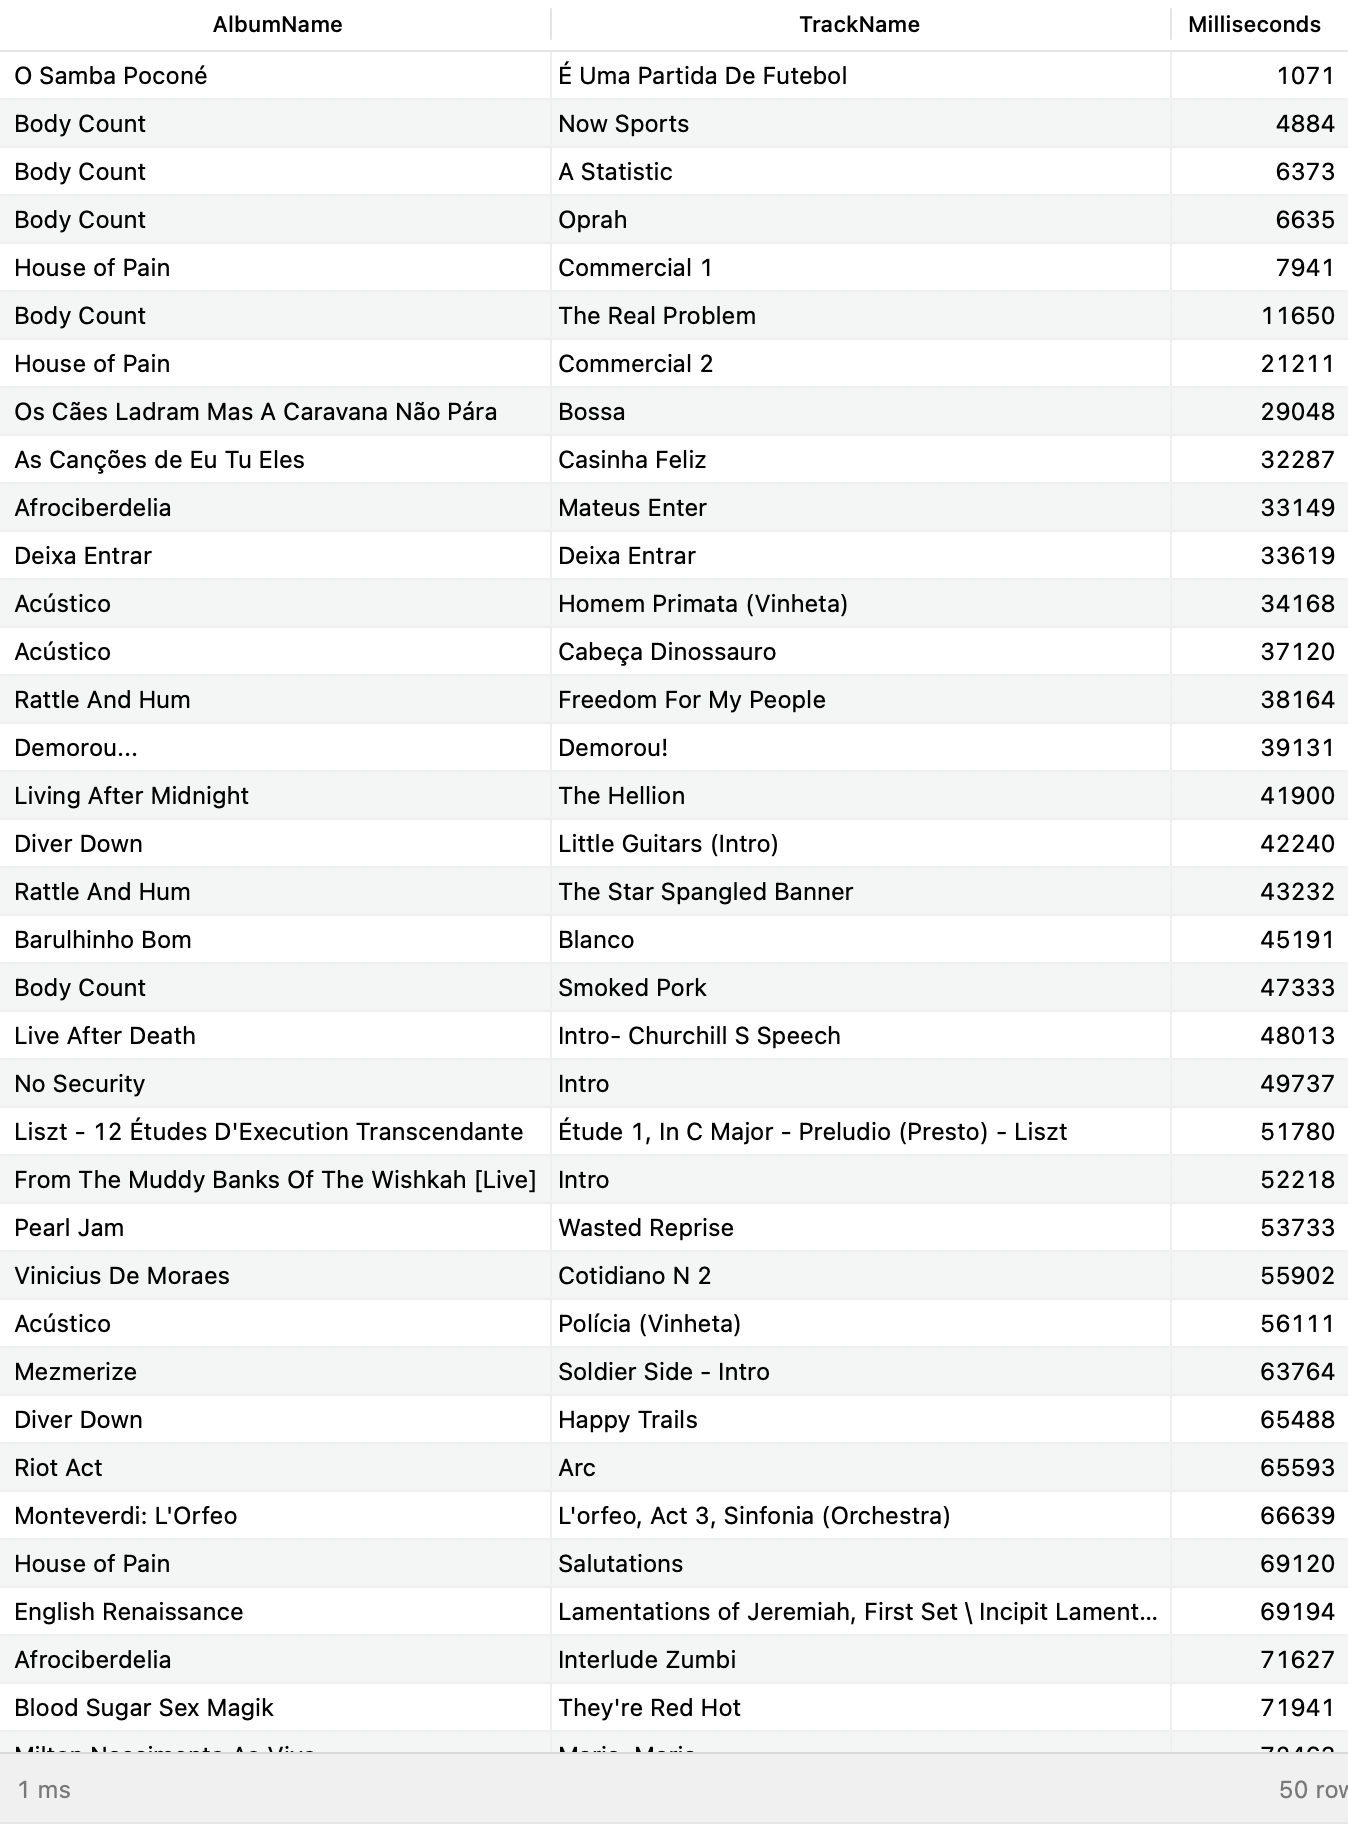 AlbumName TrackName Milliseconds
O Samba Poconé É Uma Partida De Futebol 1071
Body Count Now Sports 4884
Body Count A Statistic 6373
Body Count Oprah 6635
House of Pain Commercial 1 7941
Body Count The Real Problem 11650
House of Pain Commercial 2 21211
Os Cães Ladram Mas A Caravana Não Pára Bossa 29048
As Canções de Eu Tu Eles Casinha Feliz 32287
Afrociberdelia Mateus Enter 33149
Deixa Entrar Deixa Entrar 33619
Acústico Homem Primata (Vinheta) 34168
Acústico Cabeça Dinossauro 37120
Rattle And Hum Freedom For My People 38164
Demorou... Demorou! 39131
Living After Midnight The Hellion 41900
Diver Down Little Guitars (Intro) 42240
Rattle And Hum The Star Spangled Banner 43232
Barulhinho Bom Blanco 45191
Body Count Smoked Pork 47333
Live After Death Intro- Churchill S Speech 48013
No Security Intro 49737
Liszt - 12 Études D'Execution Transcendante Étude 1, In C Major - Preludio (Presto) - Liszt 51780
From The Muddy Banks Of The Wishkah [Live] Intro 52218
Pearl Jam Wasted Reprise 53733
Vinicius De Moraes Cotidiano N 2 55902
Acústico Polícia (Vinheta) 56111
Mezmerize Soldier Side - Intro 63764
Diver Down Happy Trails 65488
Riot Act Arc 65593
Monteverdi: L'Orfeo L'orfeo, Act 3, Sinfonia (Orchestra) 66639
House of Pain Salutations 69120
English Renaissance Lamentations of Jeremiah, First Set \ Incipit Lament... 69194
Afrociberdelia Interlude Zumbi 71627
Blood Sugar Sex Magik They're Red Hot 71941
1 ms 50 row